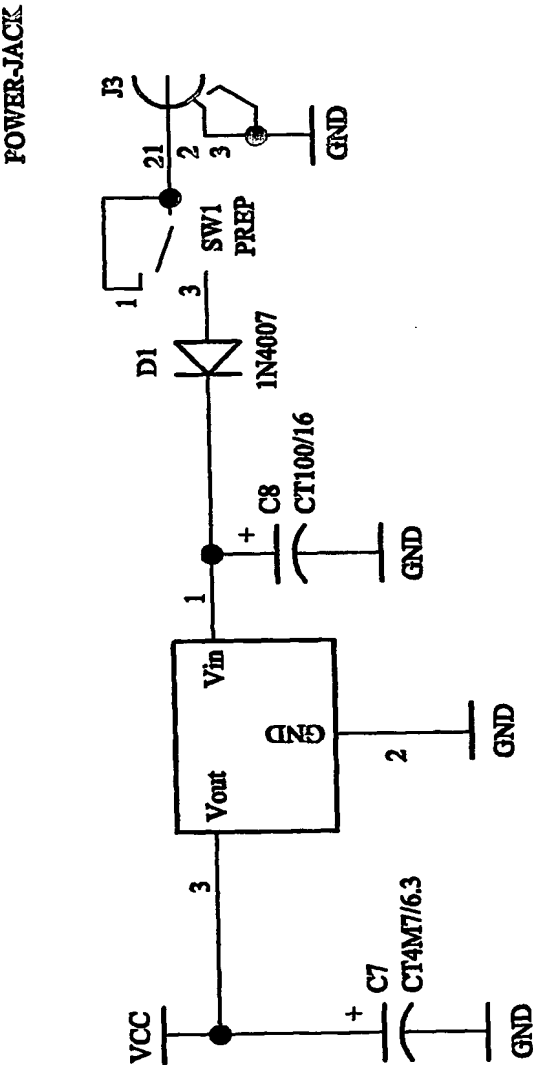 POWER-JACK
J3
21
2
3
GND
1
SW1
PREP
3
D1
1N4007
C8
CT100/16
+
GND
1
Vin
GND
Vout
2
GND
3
VCC
C7
CT4M7/6.3
+
GND